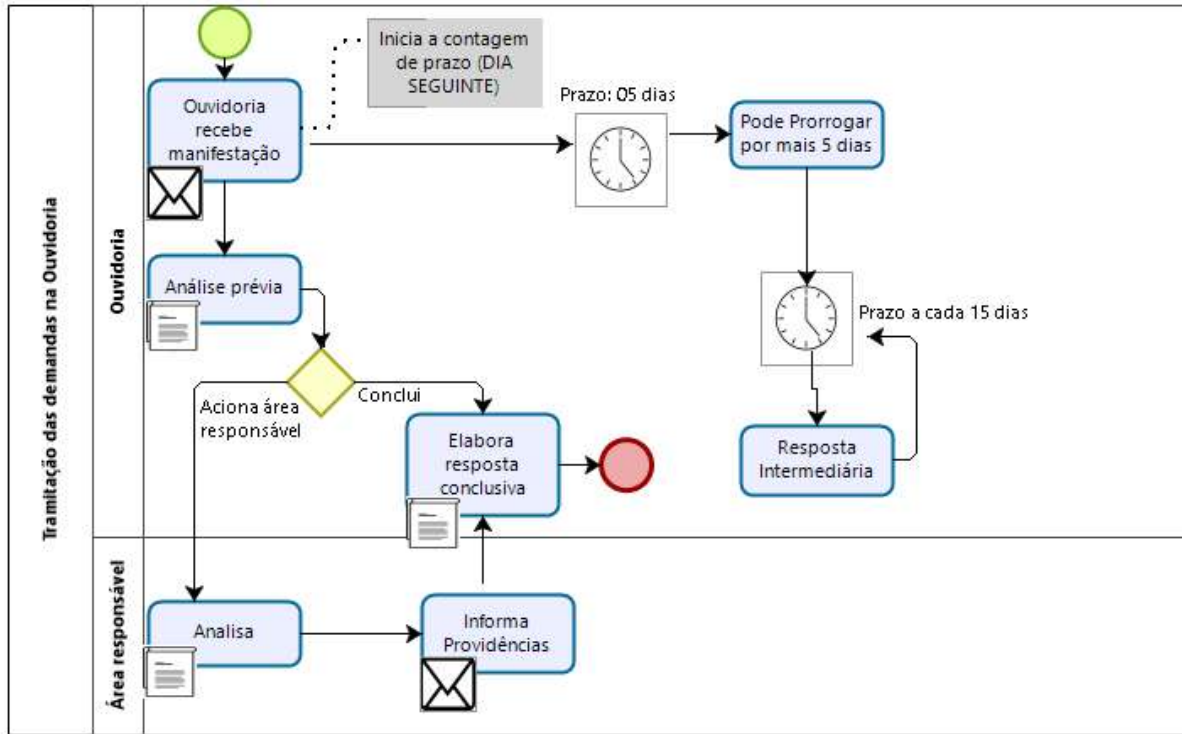 Tramitação das demandas na Ouvidoria
Ouvidoria
Inicia a contagem
de prazo (DIA
SEGUINTE)
Ouvidoria
recebe
manifestação
Prazo: 05 dias
Pode Prorrogar
por mais 5 dias
Análise prévia
Prazo a cada 15 dias
Aciona área
responsável
Conclui
Elabora
resposta
conclusiva
Resposta
Intermediária
Área responsável
Analisa
Informa
Providências